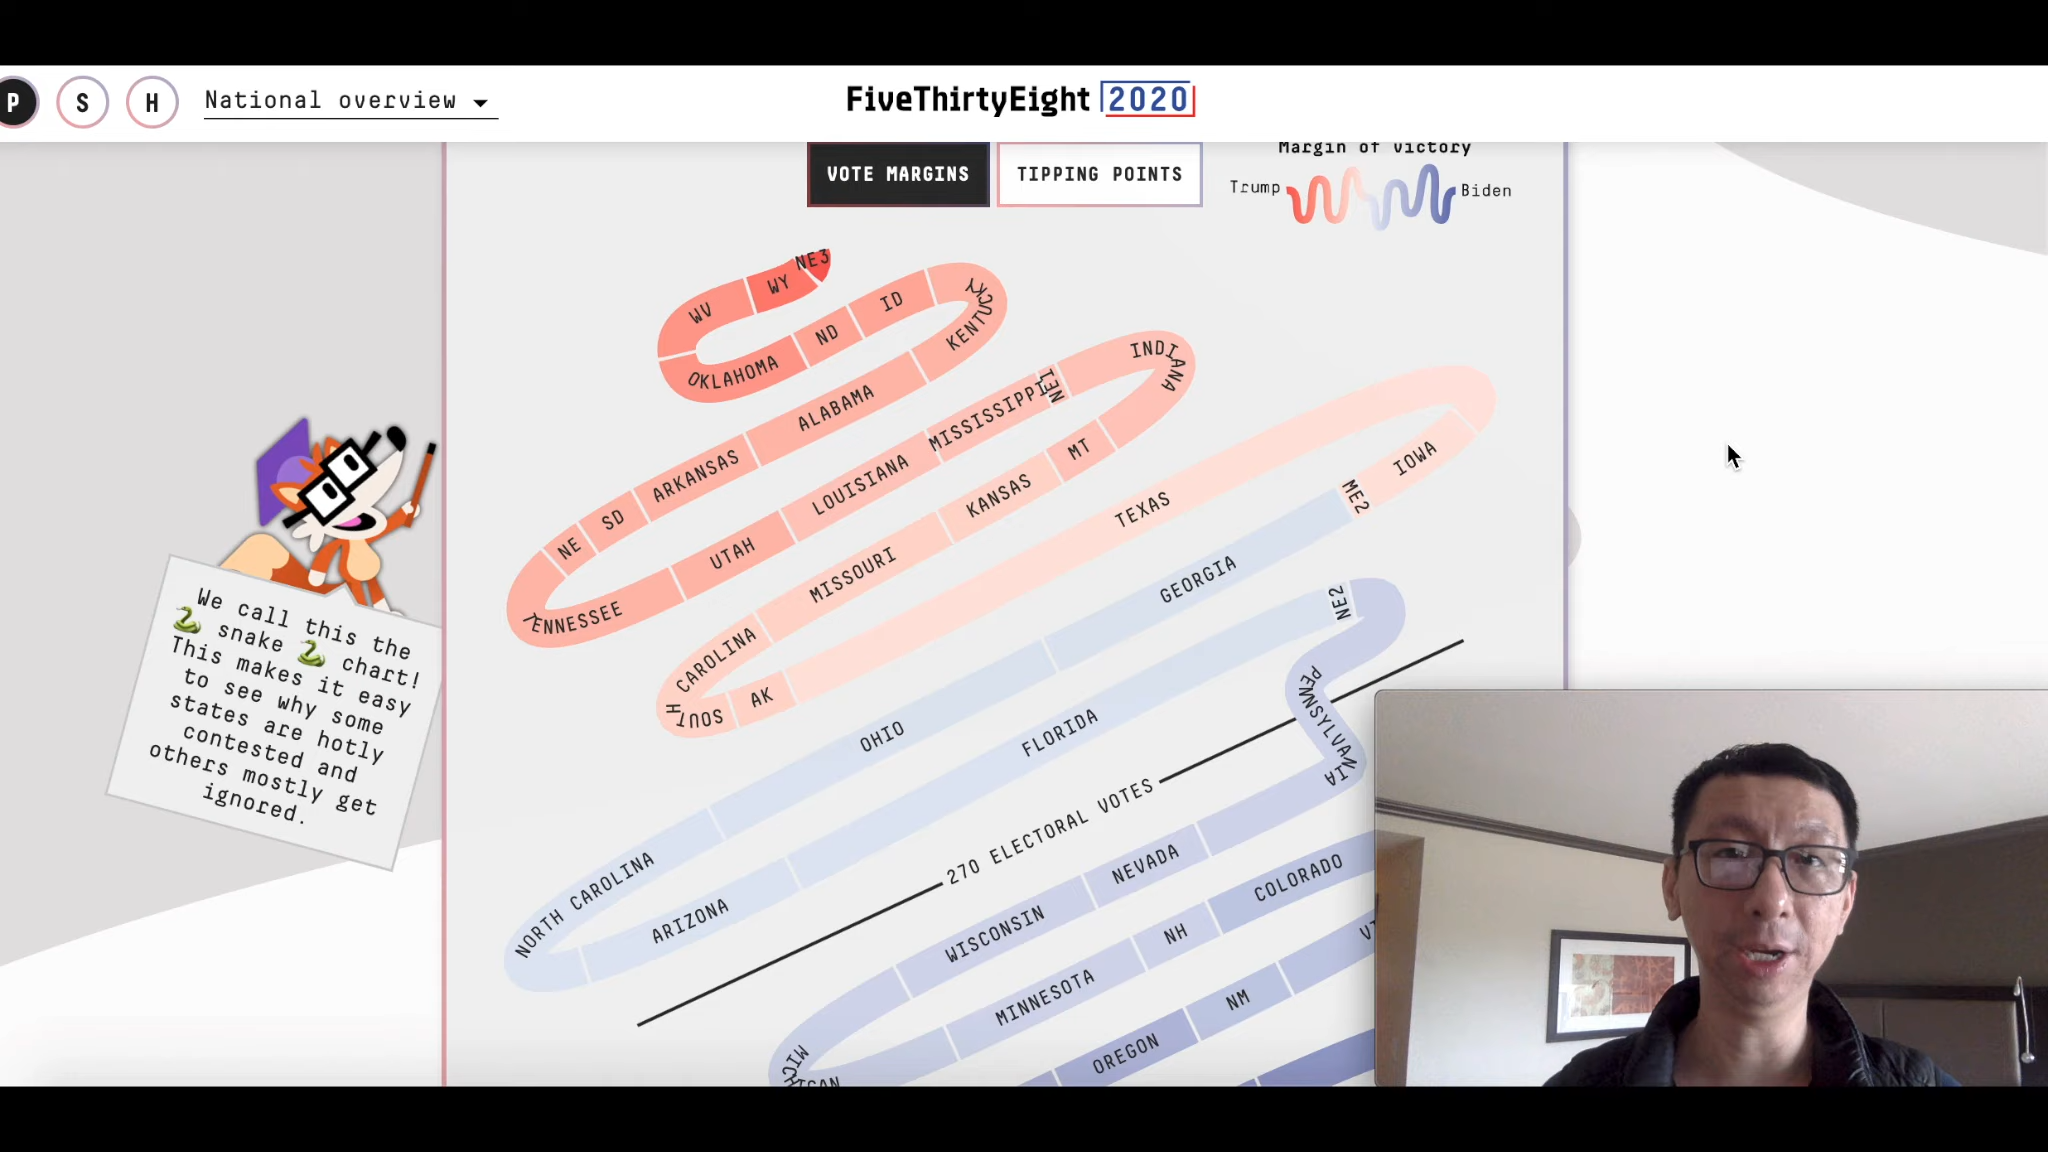 P S H National overview
FiveThirtyEight 2020
VOTE MARGINS
TIPPING POINTS
Margin of victory
Trump
Biden
NE3
WY
WV
OKLAHOMA
ND
ID
KENTUCKY
ALABAMA
ARKANSAS
SD
NE
TENNESSEE
UTAH
LOUISIANA
MISSISSIPPI
NE1
INDIANA
MT
KANSAS
MISSOURI
SOUTH CAROLINA
AK
TEXAS
IOWA
ME2
GEORGIA
OHIO
NORTH CAROLINA
ARIZONA
FLORIDA
NE2
PENNSYLVANIA
270 ELECTORAL VOTES
NEVADA
WISCONSIN
MICHIGAN
MINNESOTA
NH
COLORADO
NM
OREGON
We call this the
🐍 snake 🐍 chart!
This makes it easy
to see why some
states are hotly
contested and
others mostly get
ignored.